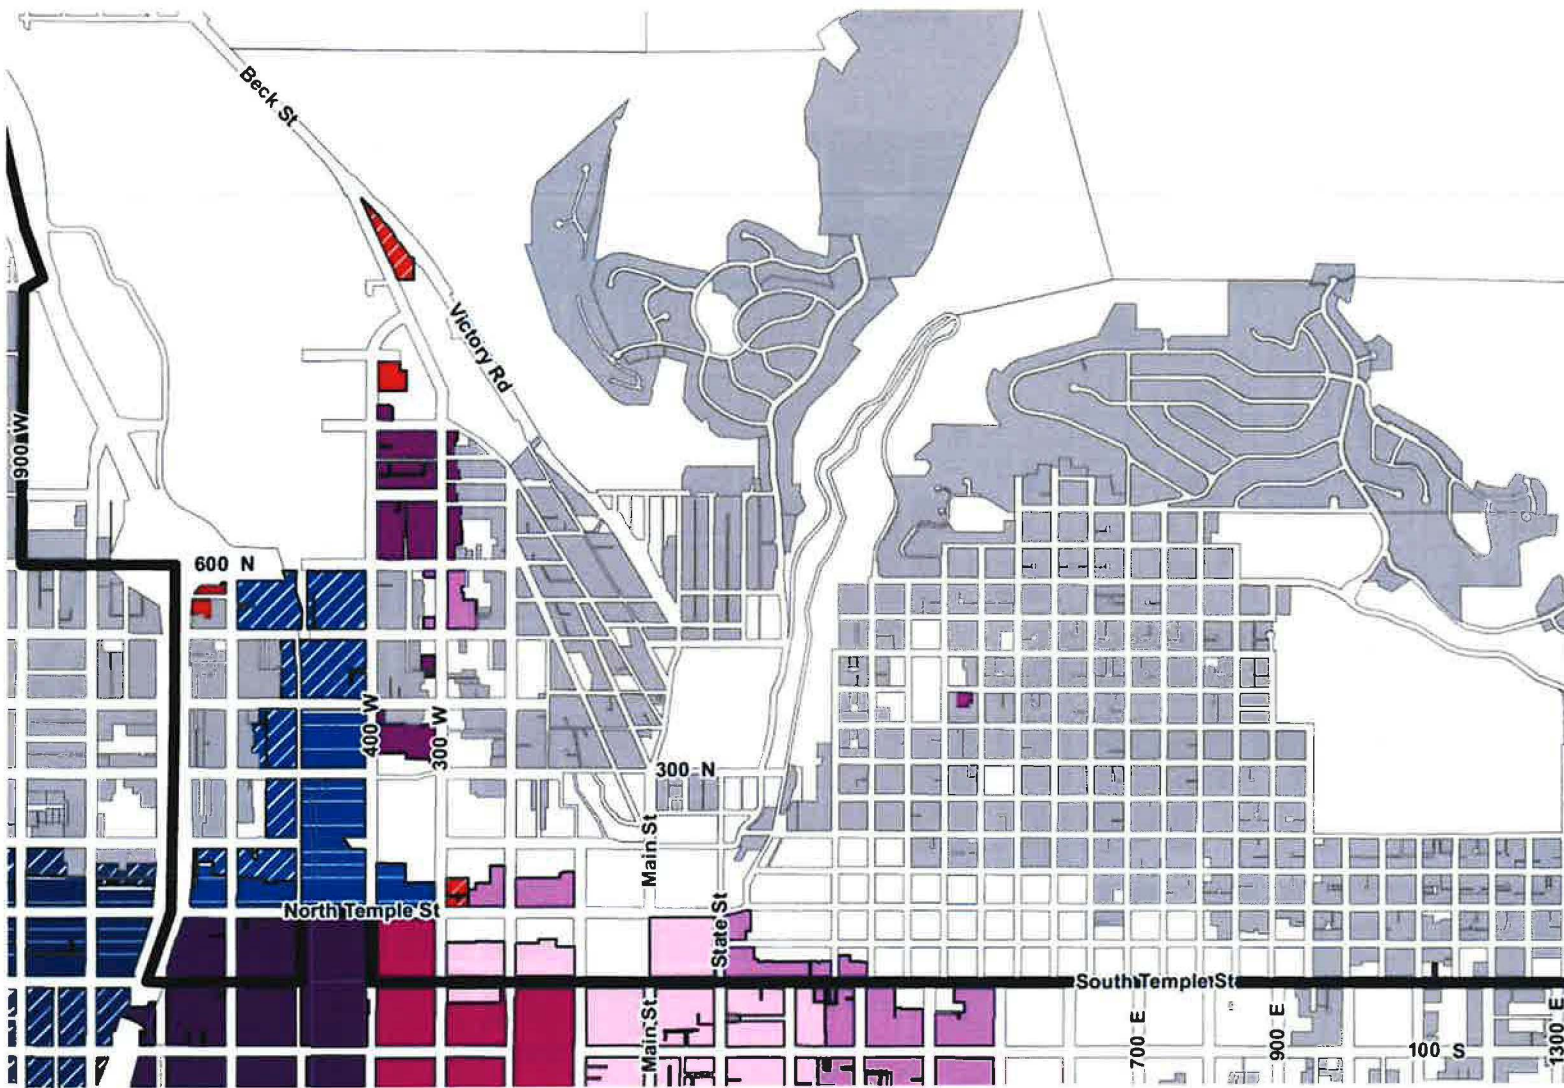 Beck St
Victory Rd
900 W
600 N
400 W
300 W
300 N
Main St
North Temple St
State St
South Temple St
Main St
700 E
900 E
100 S
1300 E